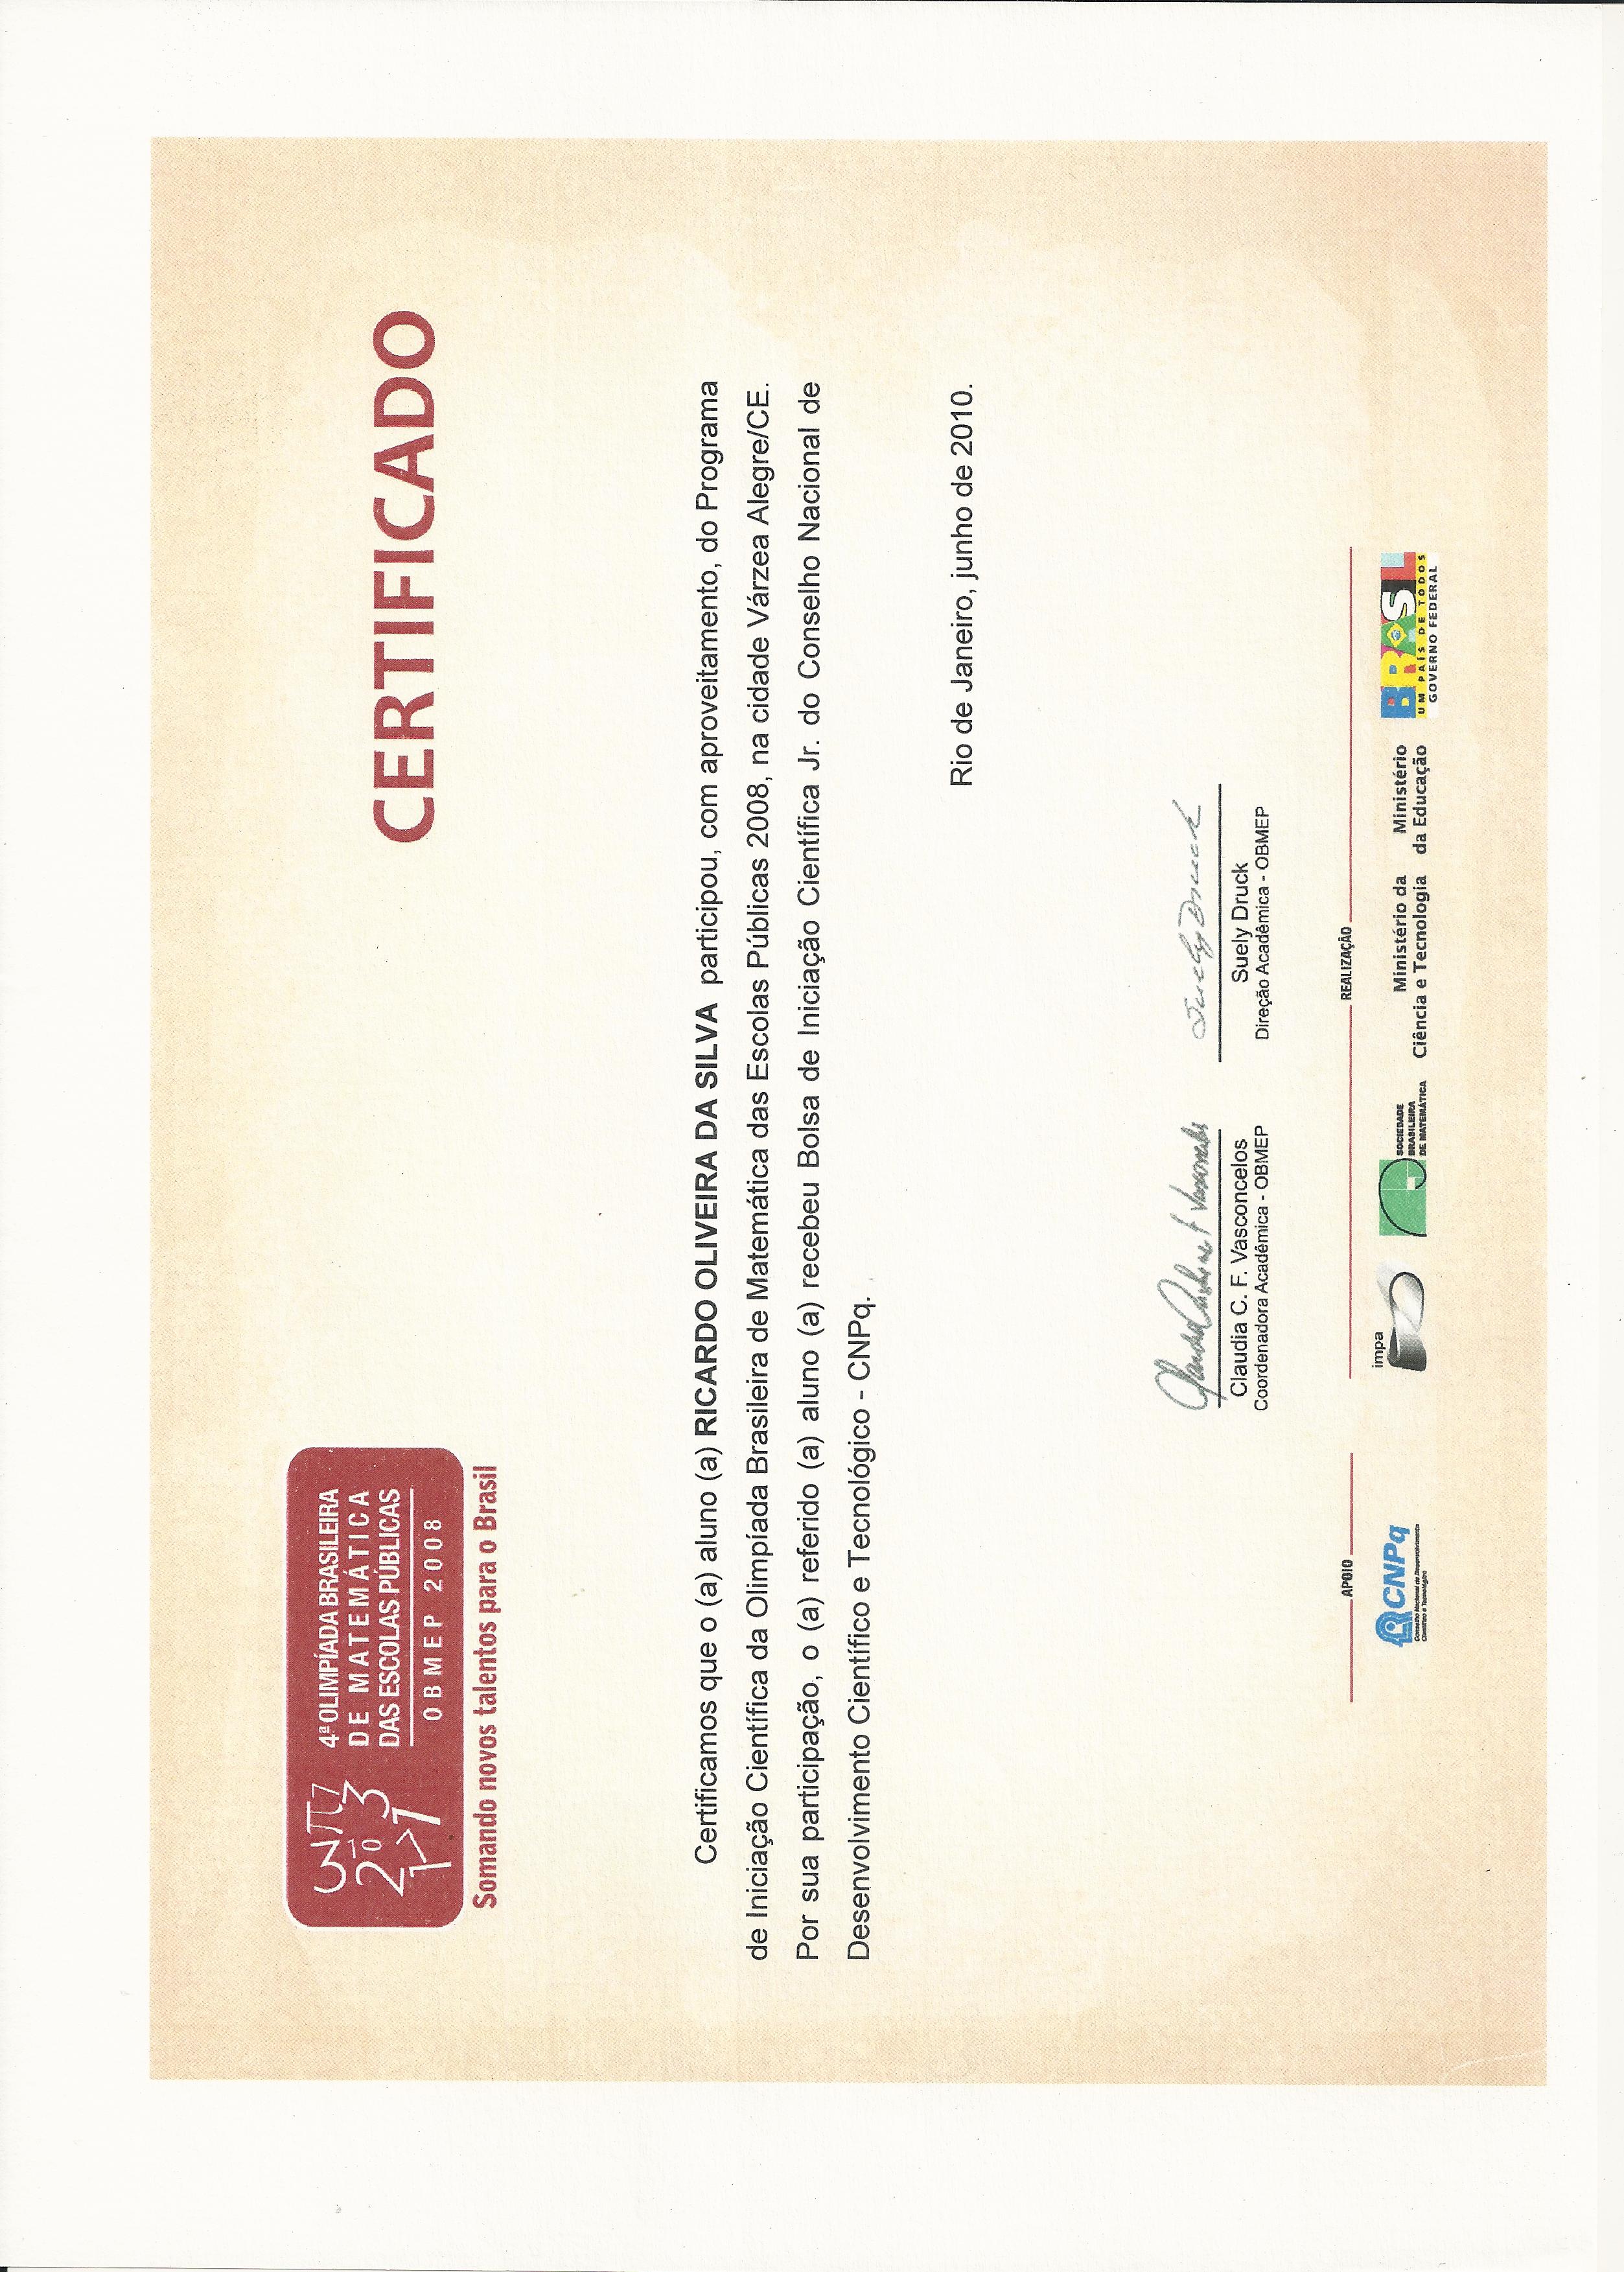 4ª OLIMPÍADA BRASILEIRA
DE MATEMÁTICA
DAS ESCOLAS PÚBLICAS
OBMEP 2008
Somando novos talentos para o Brasil
CERTIFICADO
Certificamos que o (a) aluno (a) RICARDO OLIVEIRA DA SILVA participou, com aproveitamento, do Programa
de Iniciação Científica da Olimpíada Brasileira de Matemática das Escolas Públicas 2008, na cidade Várzea Alegre/CE.
Por sua participação, o (a) referido (a) aluno (a) recebeu Bolsa de Iniciação Científica Jr. do Conselho Nacional de
Desenvolvimento Científico e Tecnológico - CNPq.
Rio de Janeiro, junho de 2010.
Suely Druck
Claudia C. F. Vasconcelos
Coordenadora Acadêmica - OBMEP
Suely Druck
Direção Acadêmica - OBMEP
APOIO
REALIZAÇÃO
CNPq
Conselho Nacional de Desenvolvimento
Científico e Tecnológico
impa
SOCIEDADE
BRASILEIRA
DE MATEMÁTICA
Ministério da
Ciência e Tecnologia
Ministério
da Educação
BRASIL
UM PAÍS DE TODOS
GOVERNO FEDERAL